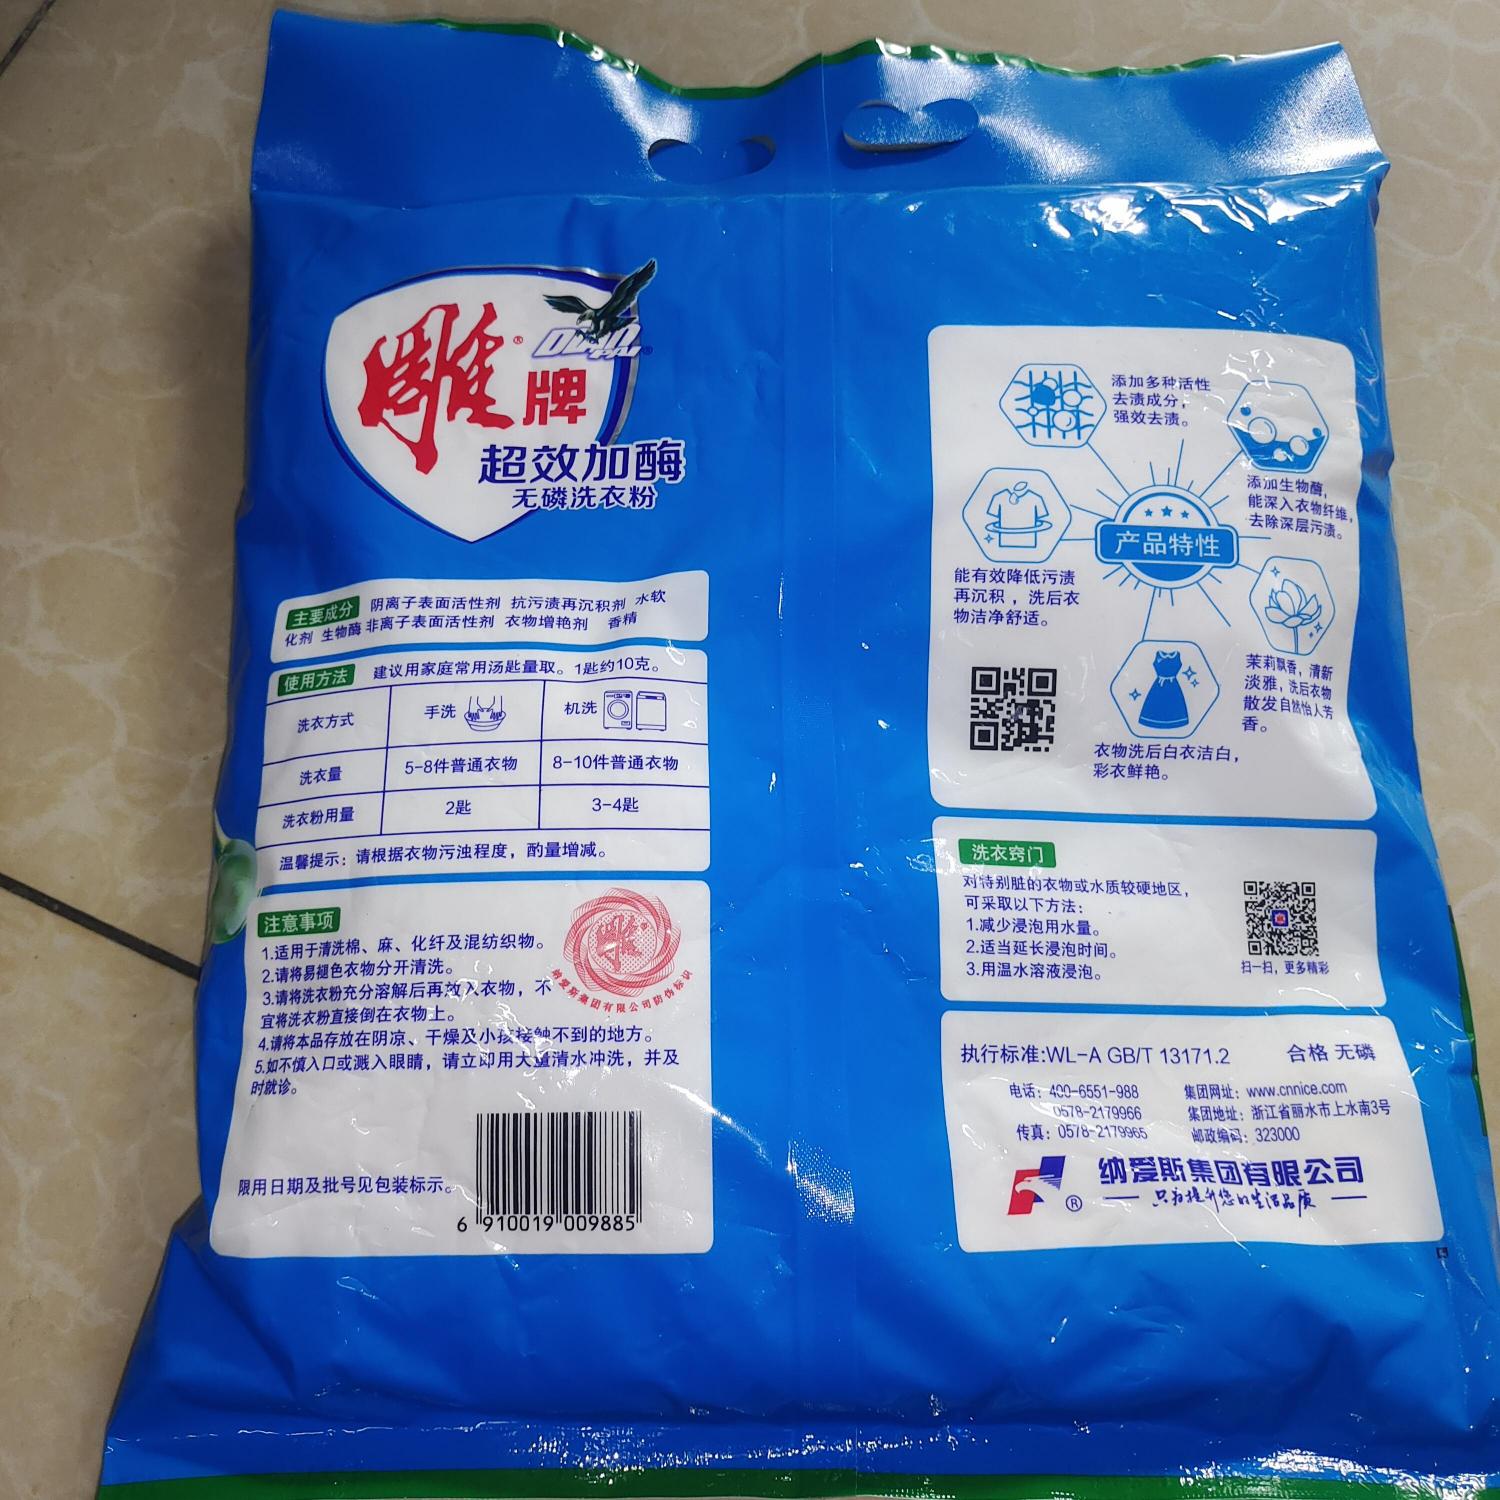 雕®
DIAO
PAI®
牌
超效加酶
无磷洗衣粉
主要成分 阴离子表面活性剂 抗污渍再沉积剂 水软
化剂 生物酶 非离子表面活性剂 衣物增艳剂 香精
使用方法 建议用家庭常用汤匙量取。1匙约10克。
洗衣方式 手洗 机洗
洗衣量 5-8件普通衣物 8-10件普通衣物
洗衣粉用量 2匙 3-4匙
温馨提示：请根据衣物污浊程度，酌量增减。
注意事项
1.适用于清洗棉、麻、化纤及混纺织物。
2.请将易褪色衣物分开清洗。
3.请将洗衣粉充分溶解后再放入衣物，不
宜将洗衣粉直接倒在衣物上。
4.请将本品存放在阴凉、干燥及小孩接触不到的地方。
5.如不慎入口或溅入眼睛，请立即用大量清水冲洗，并及
时就诊。
雕®
纳爱斯集团有限公司防伪标识
限用日期及批号见包装标示。
6 910019 009885
添加多种活性
去渍成分，
强效去渍。
添加生物酶，
能深入衣物纤维，
去除深层污渍。
产品特性
能有效降低污渍
再沉积，洗后衣
物洁净舒适。
茉莉飘香，清新
淡雅，洗后衣物
散发自然怡人芳
香。
衣物洗后白衣洁白，
彩衣鲜艳。
洗衣窍门
对特别脏的衣物或水质较硬地区，
可采取以下方法：
1.减少浸泡用水量。
2.适当延长浸泡时间。
3.用温水溶液浸泡。
扫一扫，更多精彩
执行标准:WL-A GB/T 13171.2 合格 无磷
电话：400-6551-988 集团网址：www.cnnice.com
0578-2179966 集团地址：浙江省丽水市上水南3号
传真：0578-2179965 邮政编码：323000
® 纳爱斯集团有限公司
只为提升您的生活品质